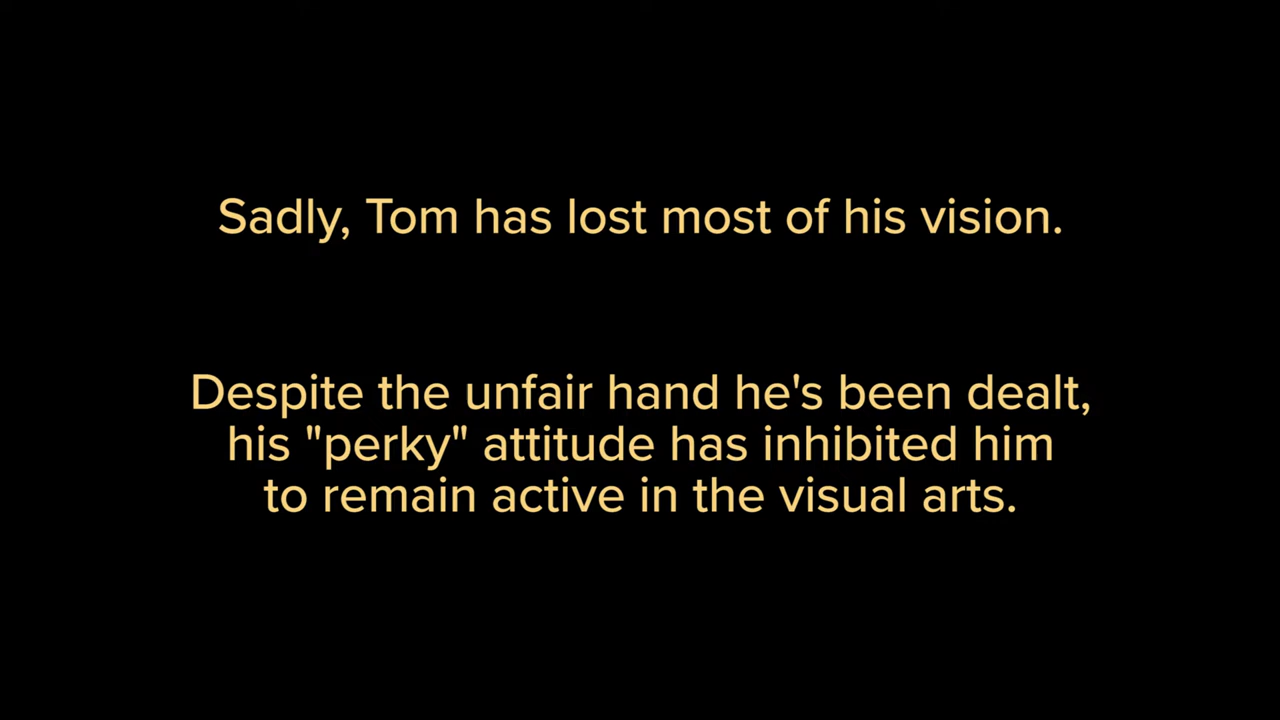 Sadly, Tom has lost most of his vision.
Despite the unfair hand he's been dealt,
his "perky" attitude has inhibited him
to remain active in the visual arts.